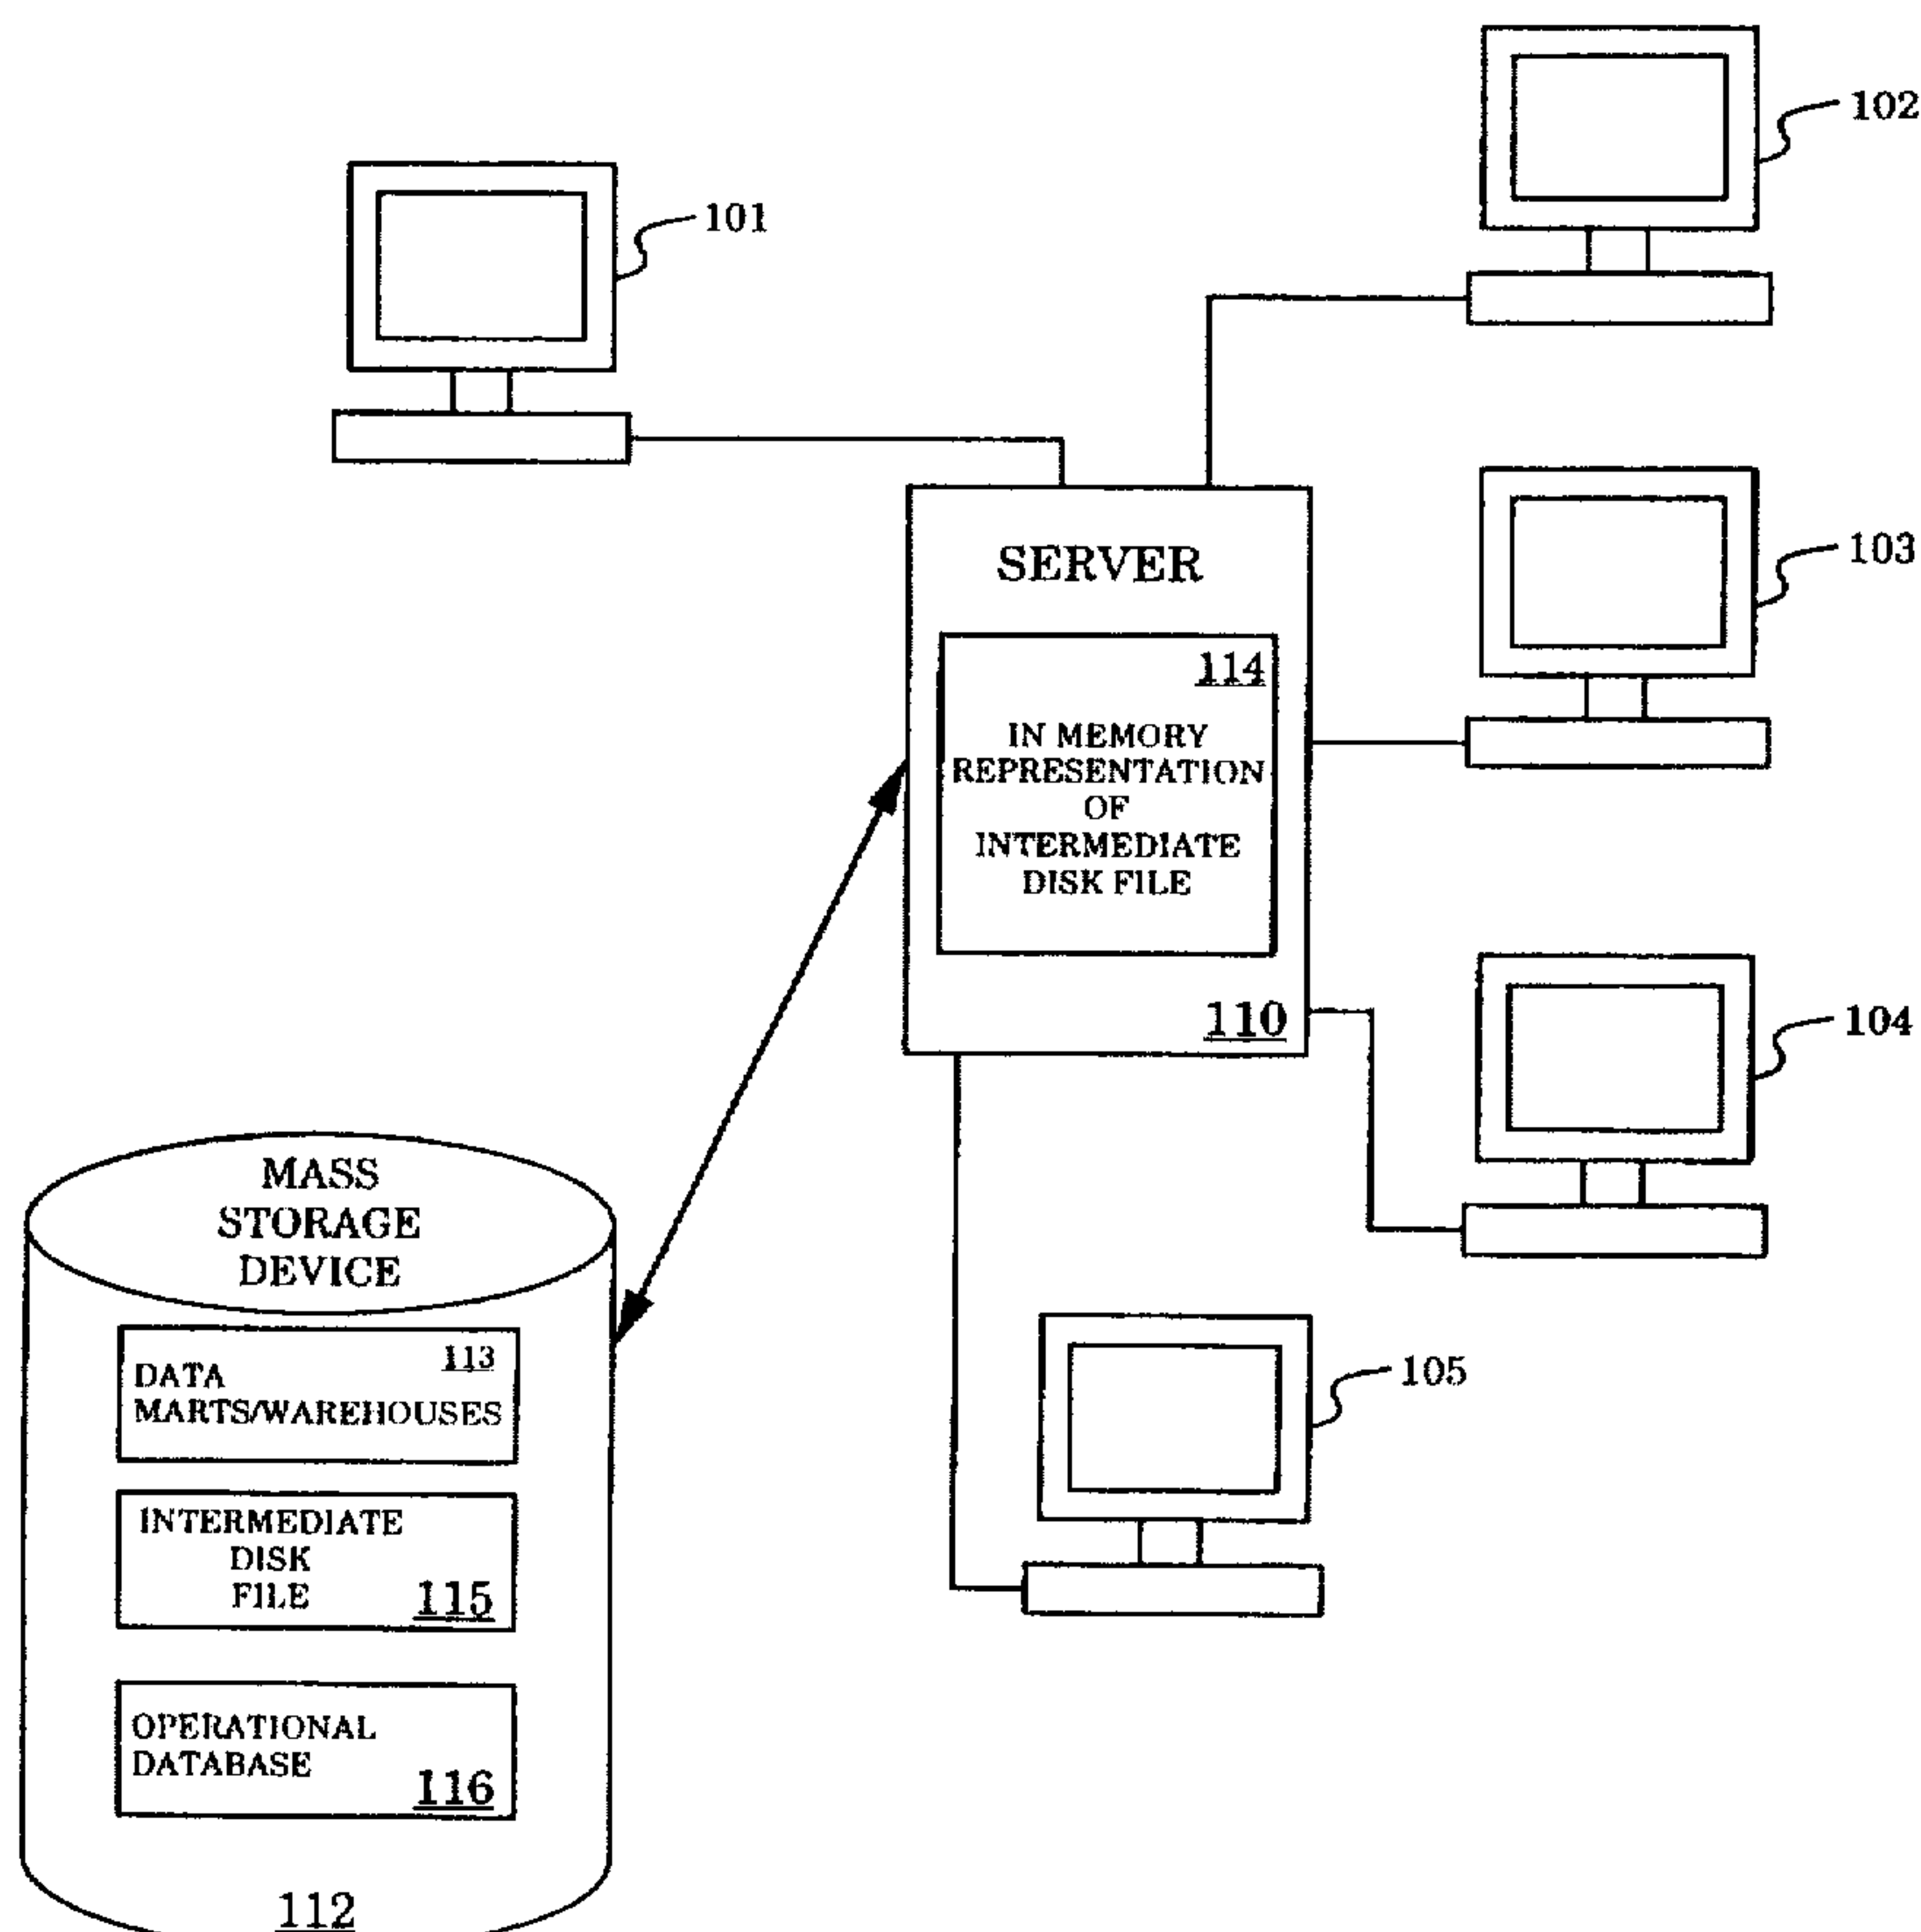 102
101
SERVER
103
114
IN MEMORY
REPRESENTATION
OF
INTERMEDIATE
DISK FILE
110
104
MASS
STORAGE
DEVICE
113
DATA
MARTS/WAREHOUSES
105
INTERMEDIATE
DISK
FILE
115
OPERATIONAL
DATABASE
116
112